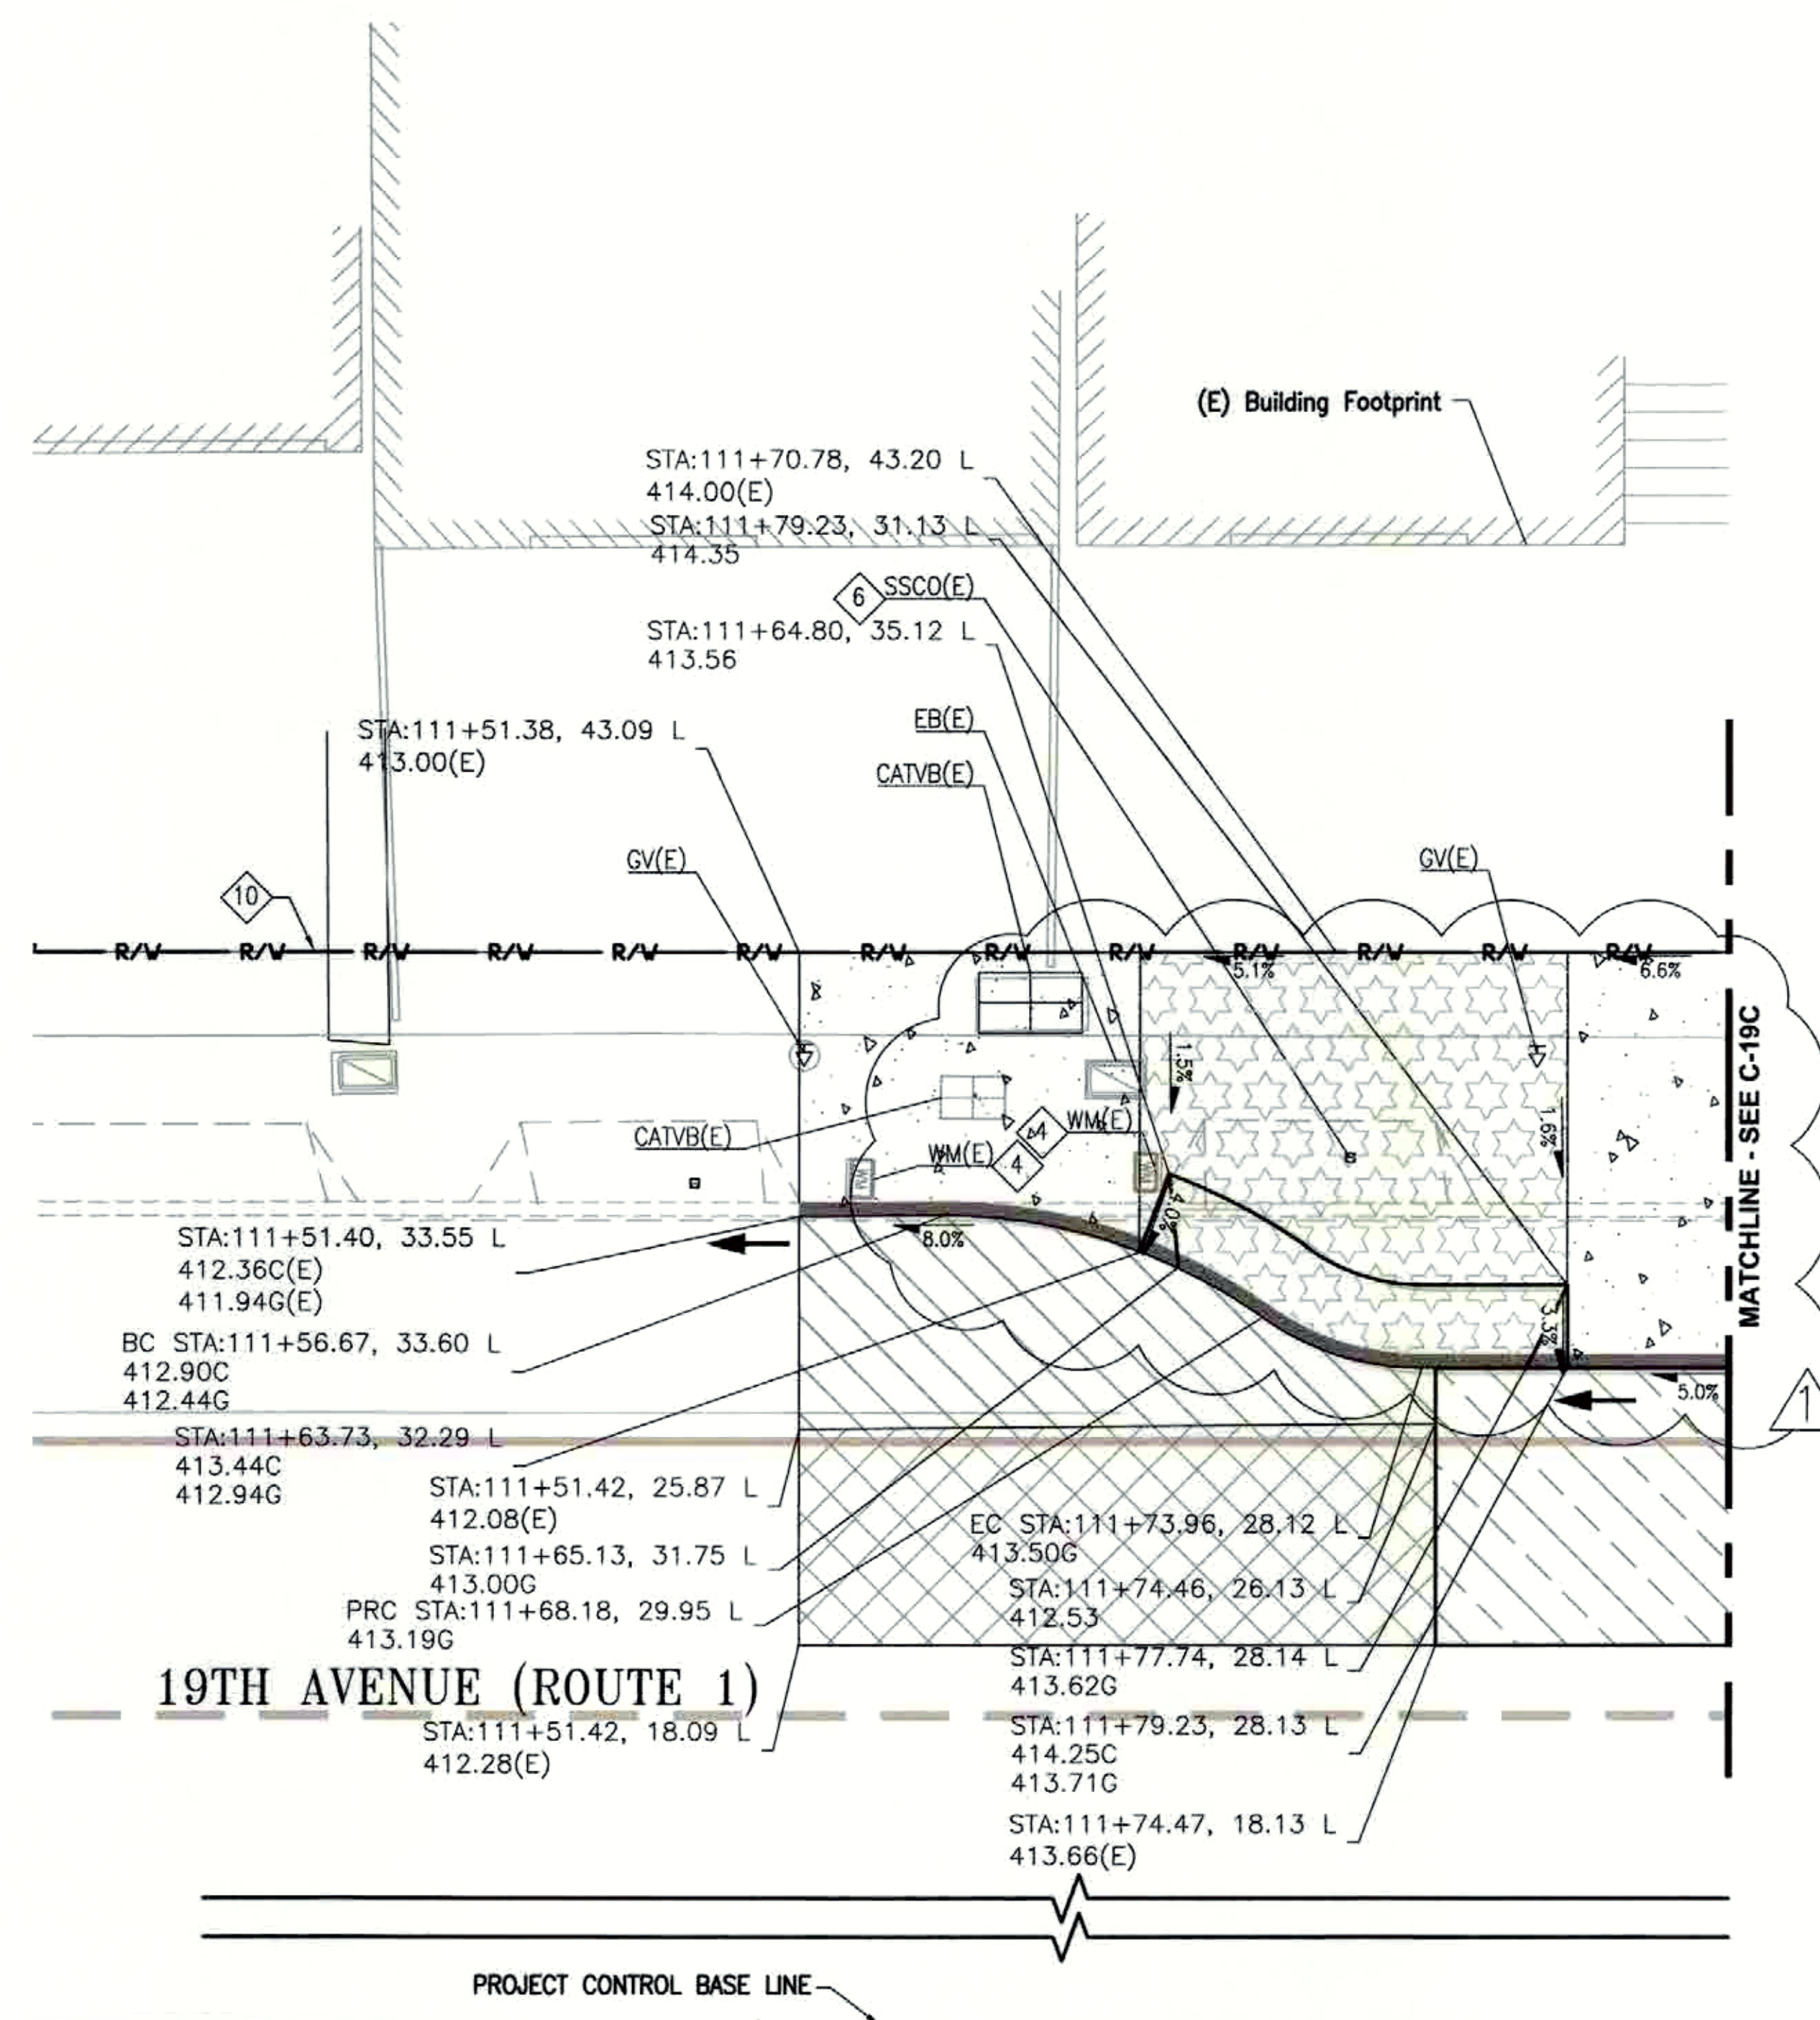 (E) Building Footprint
STA:111+70.78, 43.20 L
414.00(E)
STA:111+79.23, 31.13 L
414.35
6
SSCO(E)
STA:111+64.80, 35.12 L
413.56
EB(E)
STA:111+51.38, 43.09 L
413.00(E)
CATVB(E)
GV(E)
GV(E)
10
R/W R/W R/W R/W R/W R/W R/W R/W R/W R/W R/W R/W R/W
5.1%
6.6%
MATCHLINE - SEE C-19C
1.5%
1.6%
CATVB(E)
4
WM(E)
WM(E)
4
WM
WM
4.0%
8.0%
3.3%
5.0%
1
STA:111+51.40, 33.55 L
412.36C(E)
411.94G(E)
BC STA:111+56.67, 33.60 L
412.90C
412.44G
STA:111+63.73, 32.29 L
413.44C
412.94G
STA:111+51.42, 25.87 L
412.08(E)
STA:111+65.13, 31.75 L
413.00G
PRC STA:111+68.18, 29.95 L
413.19G
EC STA:111+73.96, 28.12 L
413.50G
STA:111+74.46, 26.13 L
412.53
STA:111+77.74, 28.14 L
413.62G
19TH AVENUE (ROUTE 1)
STA:111+51.42, 18.09 L
412.28(E)
STA:111+79.23, 28.13 L
414.25C
413.71G
STA:111+74.47, 18.13 L
413.66(E)
PROJECT CONTROL BASE LINE